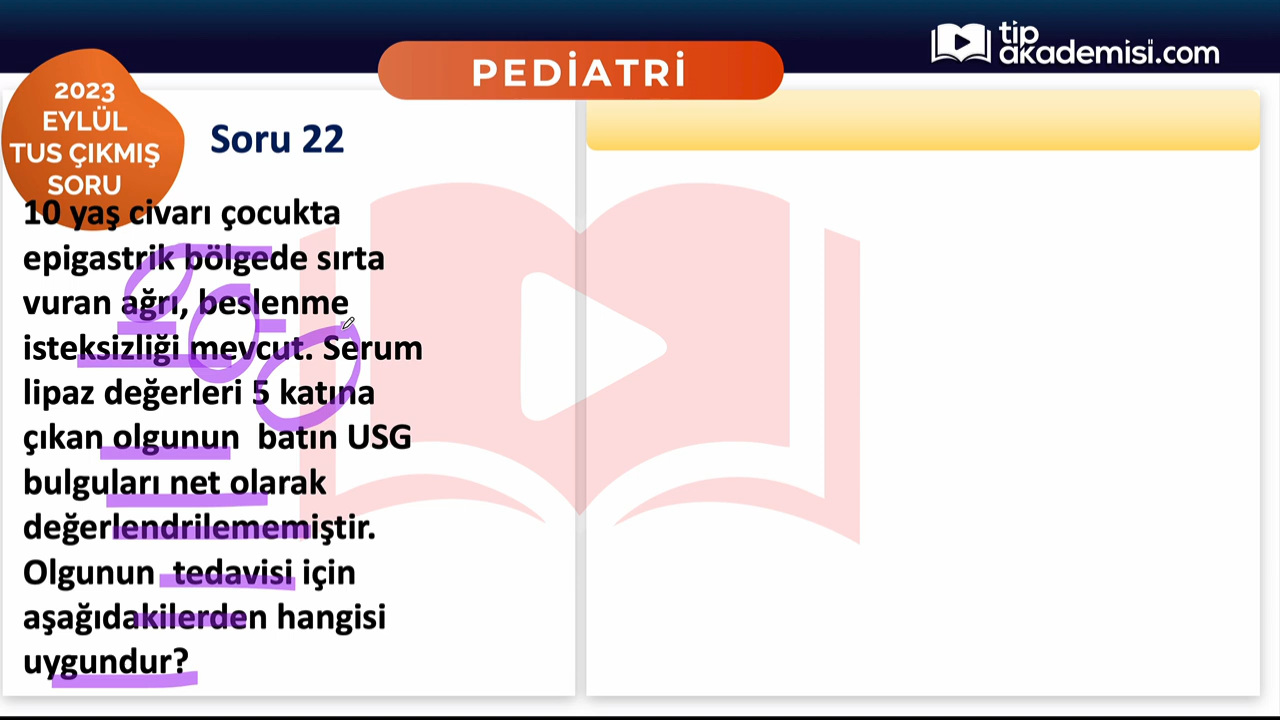 tip
akademisi.com
PEDİATRİ
2023
EYLÜL
TUS ÇIKMIŞ
SORU
Soru 22
10 yaş civarı çocukta
epigastrik bölgede sırta
vuran ağrı, beslenme
isteksizliği mevcut. Serum
lipaz değerleri 5 katına
çıkan olgunun batın USG
bulguları net olarak
değerlendrilememiştir.
Olgunun tedavisi için
aşağıdakilerden hangisi
uygundur?